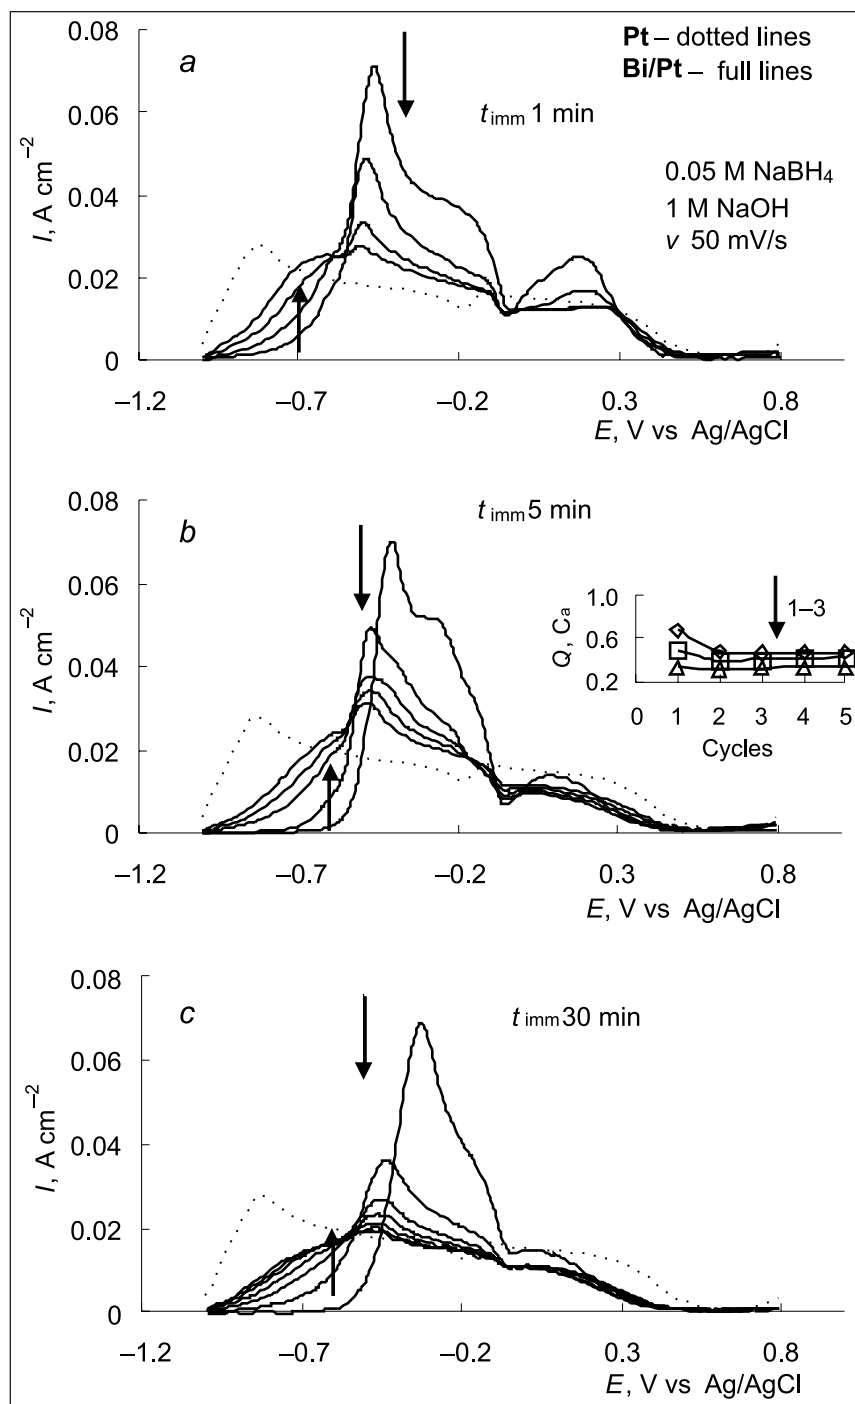 a
Pt – dotted lines
Bi/Pt – full lines
t imm 1 min
0.05 M NaBH4
1 M NaOH
v 50 mV/s
I, A cm–2
0.08
0.06
0.04
0.02
0
–1.2 –0.7 –0.2 0.3 0.8
E, V vs Ag/AgCl
b
t imm 5 min
I, A cm–2
0.08
0.06
0.04
0.02
0
Q, Ca
1.0
0.6
0.2
1–3
0 1 2 3 4 5
Cycles
–1.2 –0.7 –0.2 0.3 0.8
E, V vs Ag/AgCl
c
t imm 30 min
I, A cm–2
0.08
0.06
0.04
0.02
0
–1.2 –0.7 –0.2 0.3 0.8
E, V vs Ag/AgCl